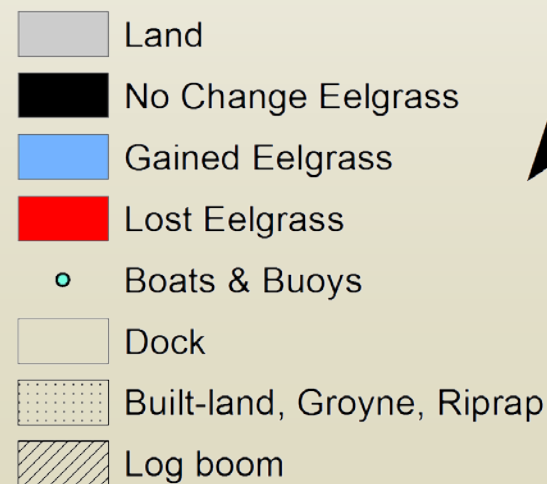 Land
No Change Eelgrass
Gained Eelgrass
Lost Eelgrass
Boats & Buoys
Dock
Built-land, Groyne, Riprap
Log boom